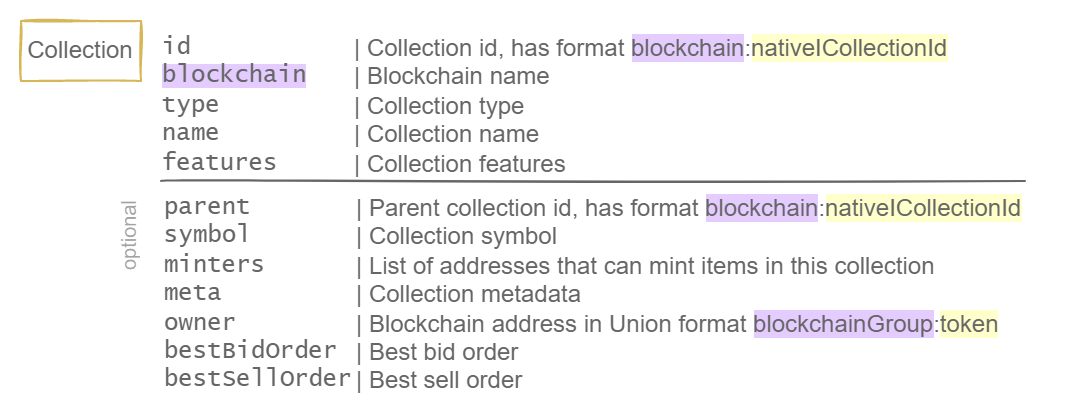 Collection
id | Collection id, has format blockchain:nativeICollectionId
blockchain | Blockchain name
type | Collection type
name | Collection name
features | Collection features
optional
parent | Parent collection id, has format blockchain:nativeICollectionId
symbol | Collection symbol
minters | List of addresses that can mint items in this collection
meta | Collection metadata
owner | Blockchain address in Union format blockchainGroup:token
bestBidOrder | Best bid order
bestSellOrder | Best sell order